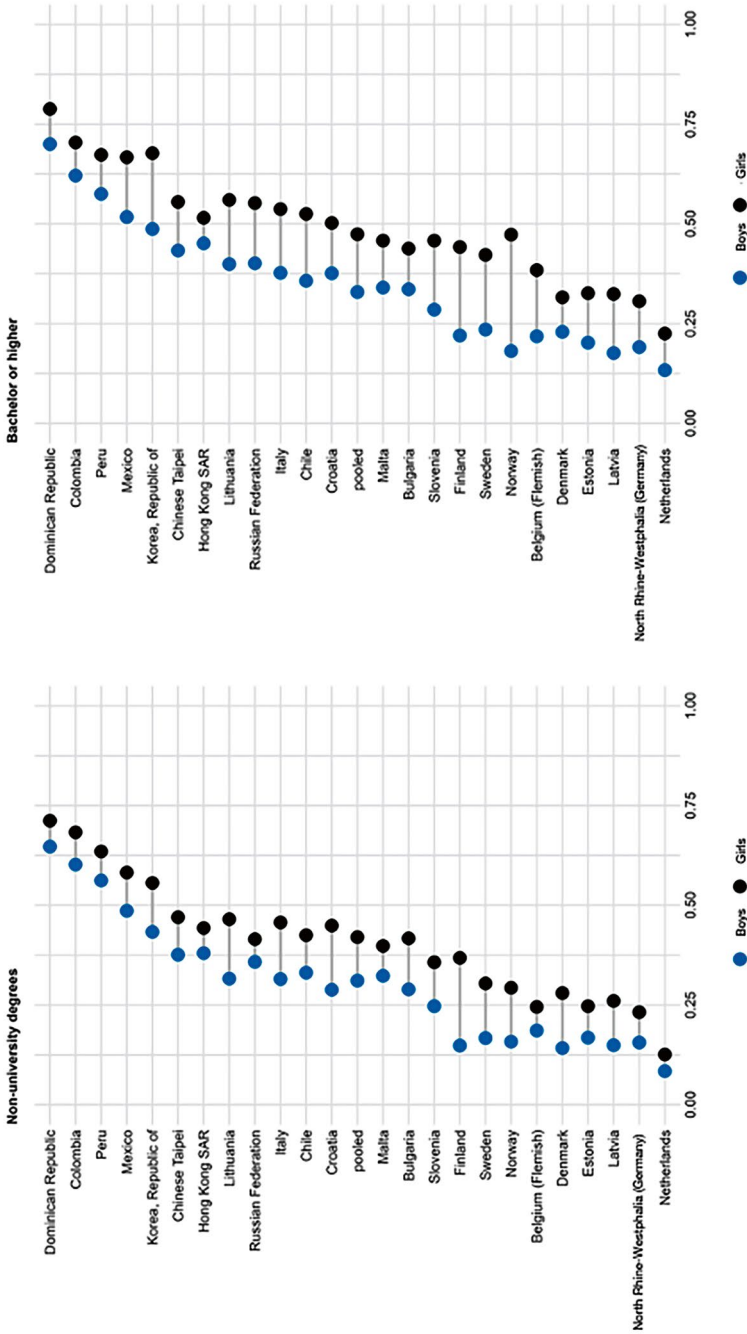 Non-university degrees
Dominican Republic
Colombia
Peru
Mexico
Korea, Republic of
Chinese Taipei
Hong Kong SAR
Lithuania
Russian Federation
Italy
Chile
Croatia
pooled
Malta
Bulgaria
Slovenia
Finland
Sweden
Norway
Belgium (Flemish)
Denmark
Estonia
Latvia
North Rhine-Westphalia (Germany)
Netherlands
0.00 0.25 0.50 0.75 1.00
Boys Girls
Bachelor or higher
Dominican Republic
Colombia
Peru
Mexico
Korea, Republic of
Chinese Taipei
Hong Kong SAR
Lithuania
Russian Federation
Italy
Chile
Croatia
pooled
Malta
Bulgaria
Slovenia
Finland
Sweden
Norway
Belgium (Flemish)
Denmark
Estonia
Latvia
North Rhine-Westphalia (Germany)
Netherlands
0.00 0.25 0.50 0.75 1.00
Boys Girls